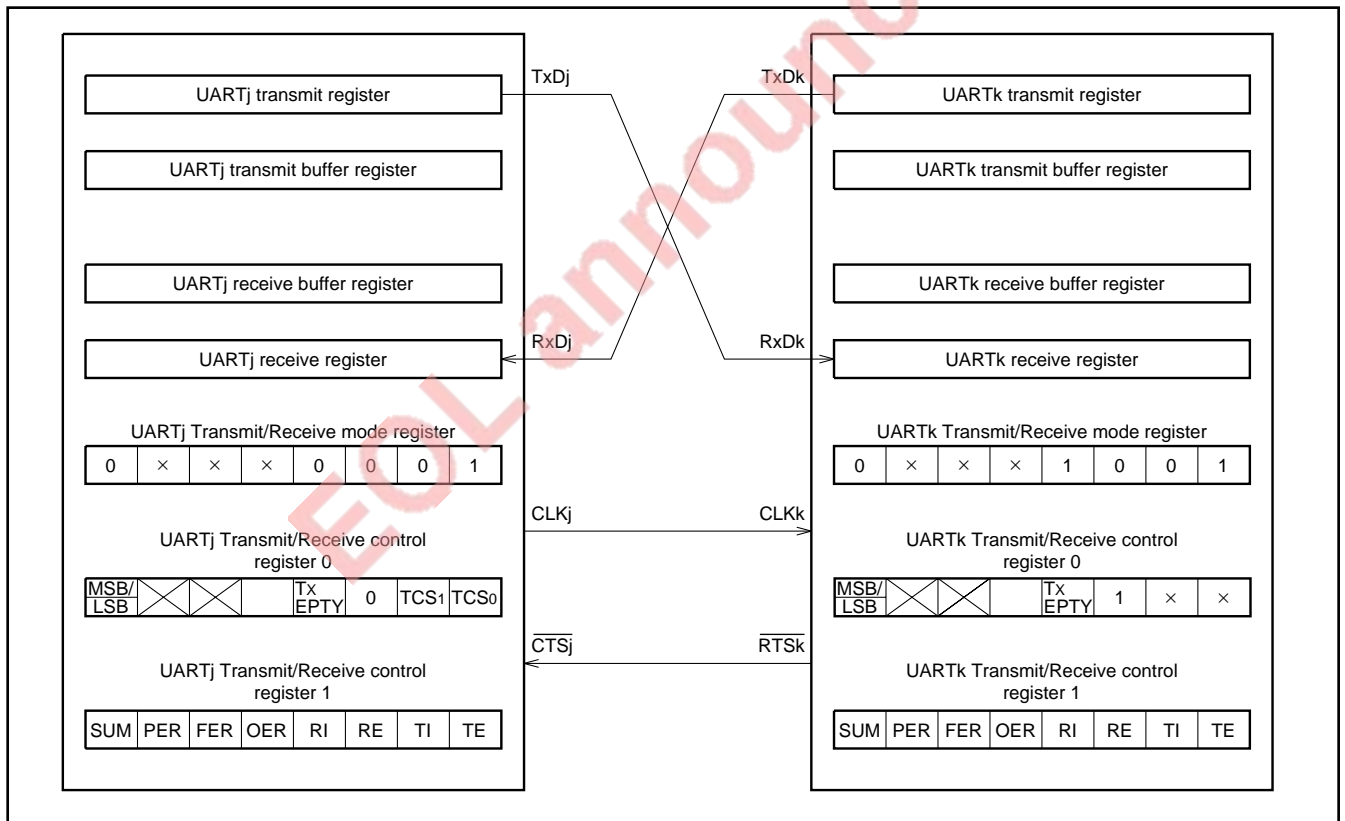 TxDj
TxDk
UARTj transmit register
UARTk transmit register
UARTj transmit buffer register
UARTk transmit buffer register
UARTj receive buffer register
UARTk receive buffer register
RxDj
RxDk
UARTj receive register
UARTk receive register
UARTj Transmit/Receive mode register
0 × × × 0 0 0 1
UARTk Transmit/Receive mode register
0 × × × 1 0 0 1
CLKj
CLKk
UARTj Transmit/Receive control
register 0
MSB/
LSB
Tx
EPTY
0 TCS1 TCS0
UARTk Transmit/Receive control
register 0
MSB/
LSB
Tx
EPTY
1 × ×
CTSj
RTSk
UARTj Transmit/Receive control
register 1
SUM PER FER OER RI RE TI TE
UARTk Transmit/Receive control
register 1
SUM PER FER OER RI RE TI TE
EOL announc